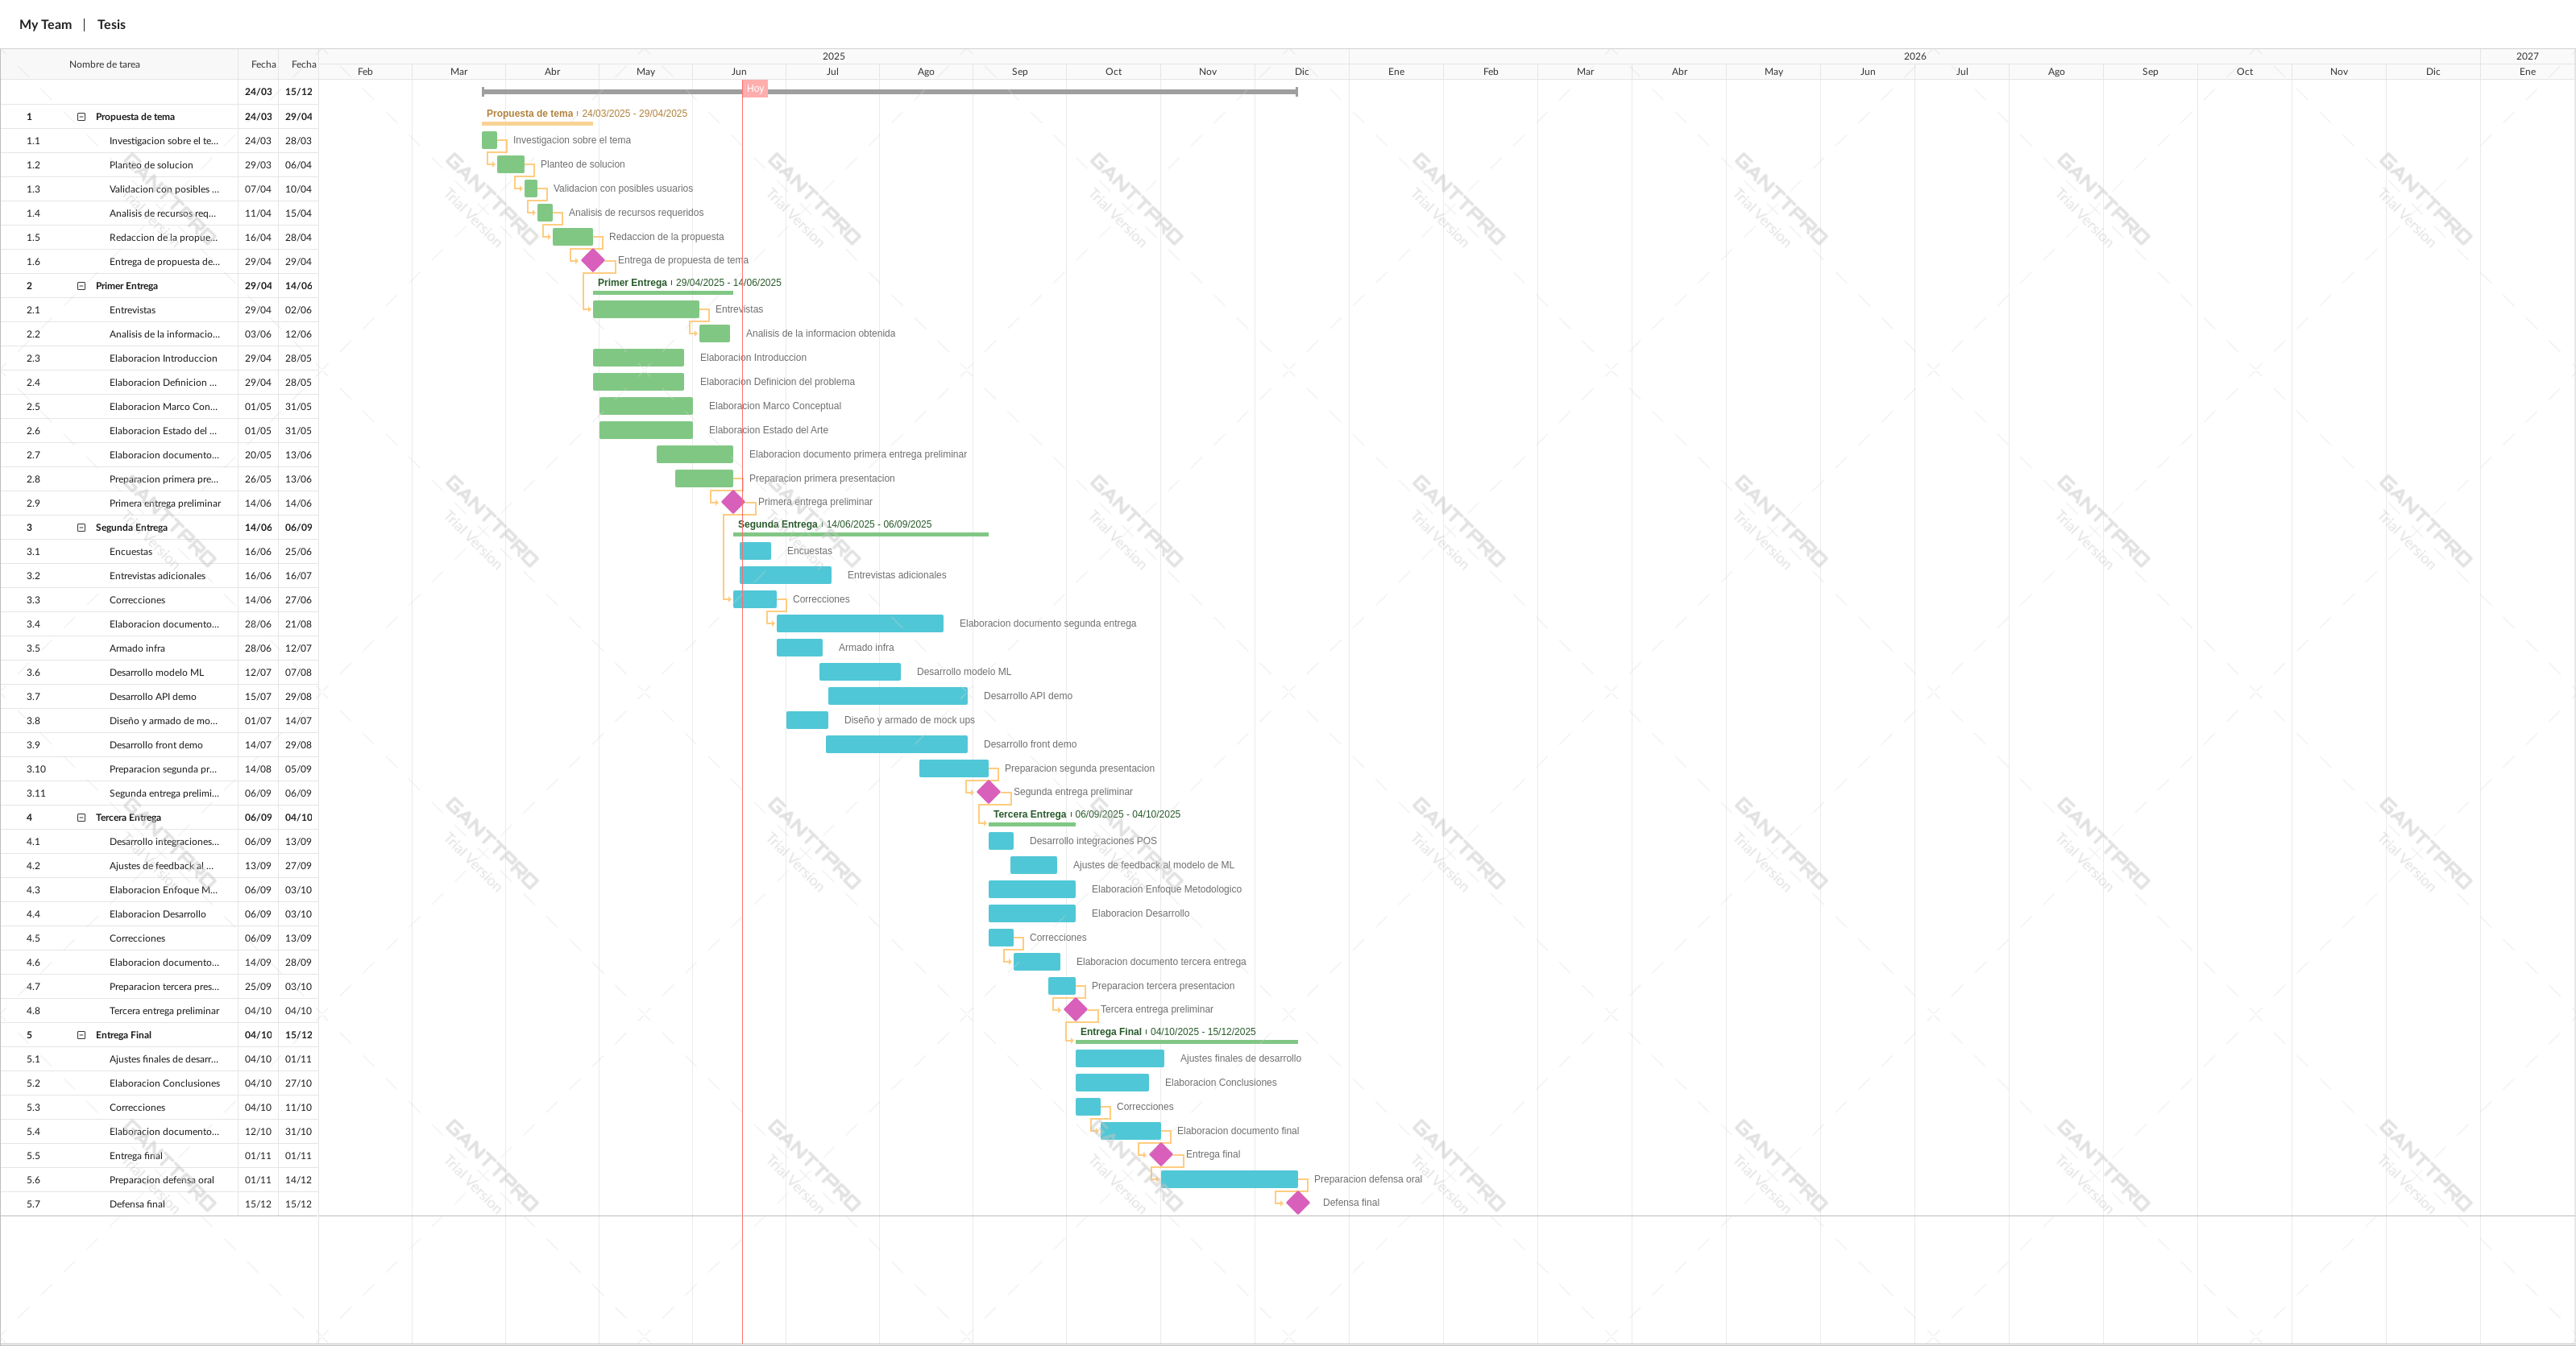 My Team | Tesis
Nombre de tarea Fecha Fecha
2025 2026 2027
Feb Mar Abr May Jun Jul Ago Sep Oct Nov Dic Ene Feb Mar Abr May Jun Jul Ago Sep Oct Nov Dic Ene
24/03 15/12 Hoy
1 Propuesta de tema 24/03 29/04 Propuesta de tema 24/03/2025 - 29/04/2025
1.1 Investigacion sobre el te... 24/03 28/03 Investigacion sobre el tema
1.2 Planteo de solucion 29/03 06/04 Planteo de solucion
1.3 Validacion con posibles ... 07/04 10/04 Validacion con posibles usuarios
1.4 Analisis de recursos req... 11/04 15/04 Analisis de recursos requeridos
1.5 Redaccion de la propue... 16/04 28/04 Redaccion de la propuesta
1.6 Entrega de propuesta de... 29/04 29/04 Entrega de propuesta de tema
2 Primer Entrega 29/04 14/06 Primer Entrega 29/04/2025 - 14/06/2025
2.1 Entrevistas 29/04 02/06 Entrevistas
2.2 Analisis de la informacio... 03/06 12/06 Analisis de la informacion obtenida
2.3 Elaboracion Introduccion 29/04 28/05 Elaboracion Introduccion
2.4 Elaboracion Definicion ... 29/04 28/05 Elaboracion Definicion del problema
2.5 Elaboracion Marco Con... 01/05 31/05 Elaboracion Marco Conceptual
2.6 Elaboracion Estado del ... 01/05 31/05 Elaboracion Estado del Arte
2.7 Elaboracion documento... 20/05 13/06 Elaboracion documento primera entrega preliminar
2.8 Preparacion primera pre... 26/05 13/06 Preparacion primera presentacion
2.9 Primera entrega preliminar 14/06 14/06 Primera entrega preliminar
3 Segunda Entrega 14/06 06/09 Segunda Entrega 14/06/2025 - 06/09/2025
3.1 Encuestas 16/06 25/06 Encuestas
3.2 Entrevistas adicionales 16/06 16/07 Entrevistas adicionales
3.3 Correcciones 14/06 27/06 Correcciones
3.4 Elaboracion documento... 28/06 21/08 Elaboracion documento segunda entrega
3.5 Armado infra 28/06 12/07 Armado infra
3.6 Desarrollo modelo ML 12/07 07/08 Desarrollo modelo ML
3.7 Desarrollo API demo 15/07 29/08 Desarrollo API demo
3.8 Diseño y armado de mo... 01/07 14/07 Diseño y armado de mock ups
3.9 Desarrollo front demo 14/07 29/08 Desarrollo front demo
3.10 Preparacion segunda pr... 14/08 05/09 Preparacion segunda presentacion
3.11 Segunda entrega prelimi... 06/09 06/09 Segunda entrega preliminar
4 Tercera Entrega 06/09 04/10 Tercera Entrega 06/09/2025 - 04/10/2025
4.1 Desarrollo integraciones... 06/09 13/09 Desarrollo integraciones POS
4.2 Ajustes de feedback al ... 13/09 27/09 Ajustes de feedback al modelo de ML
4.3 Elaboracion Enfoque M... 06/09 03/10 Elaboracion Enfoque Metodologico
4.4 Elaboracion Desarrollo 06/09 03/10 Elaboracion Desarrollo
4.5 Correcciones 06/09 13/09 Correcciones
4.6 Elaboracion documento... 14/09 28/09 Elaboracion documento tercera entrega
4.7 Preparacion tercera pres... 25/09 03/10 Preparacion tercera presentacion
4.8 Tercera entrega preliminar 04/10 04/10 Tercera entrega preliminar
5 Entrega Final 04/10 15/12 Entrega Final 04/10/2025 - 15/12/2025
5.1 Ajustes finales de desarr... 04/10 01/11 Ajustes finales de desarrollo
5.2 Elaboracion Conclusiones 04/10 27/10 Elaboracion Conclusiones
5.3 Correcciones 04/10 11/10 Correcciones
5.4 Elaboracion documento... 12/10 31/10 Elaboracion documento final
5.5 Entrega final 01/11 01/11 Entrega final
5.6 Preparacion defensa oral 01/11 14/12 Preparacion defensa oral
5.7 Defensa final 15/12 15/12 Defensa final
GANTTPRO
Trial Version